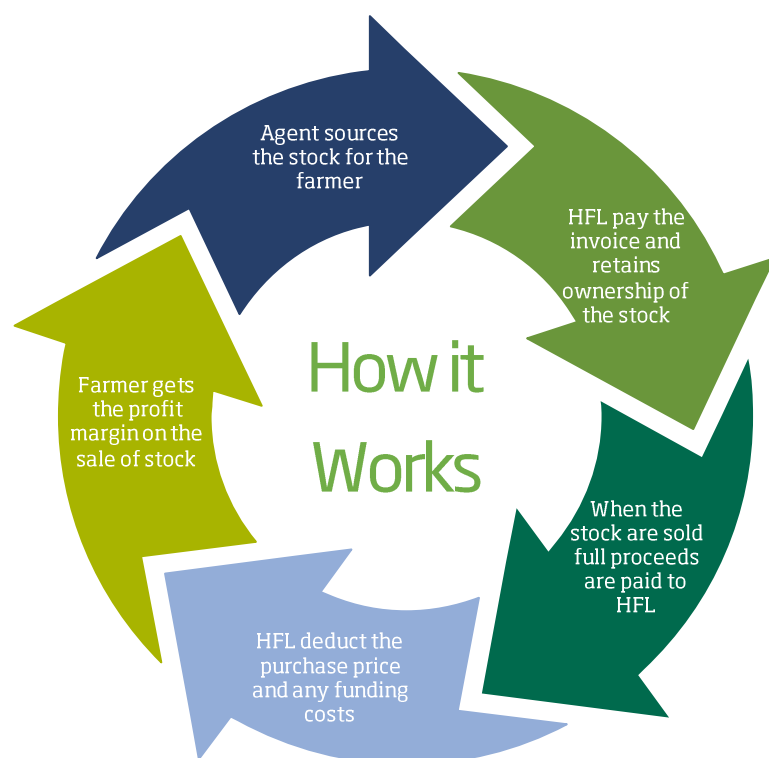 How it
Works
Agent sources
the stock for the
farmer
HFL pay the
invoice and
retains
ownership of
the stock
When the
stock are sold
full proceeds
are paid to
HFL
HFL deduct the
purchase price
and any funding
costs
Farmer gets
the profit
margin on the
sale of stock